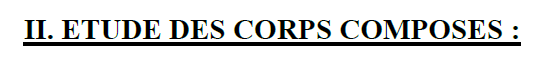 II. ETUDE DES CORPS COMPOSES :